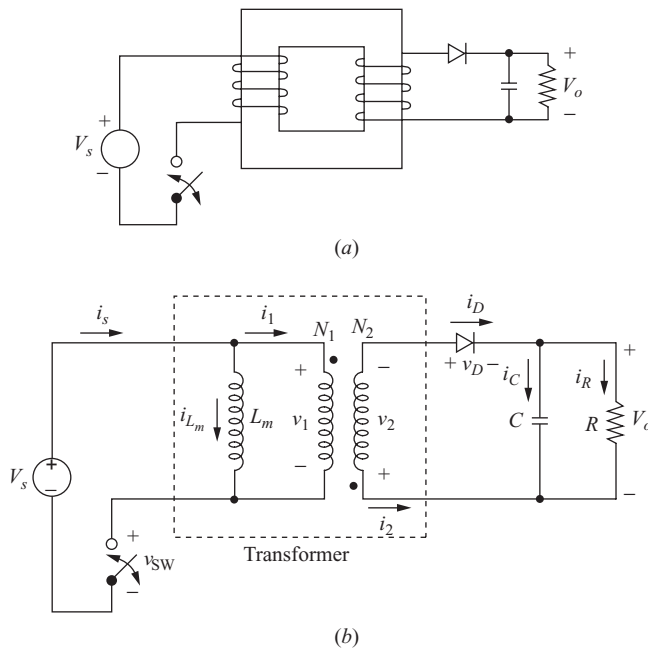 +
V_s
−
+
V_o
−
(a)
i_s
i_1
N_1
N_2
i_D
+ v_D −
i_C
i_R
+
V_o
−
+
−
i_{L_m}
L_m
v_1
v_2
−
+
C
R
V_s
+
−
+
v_SW
−
i_2
Transformer
(b)